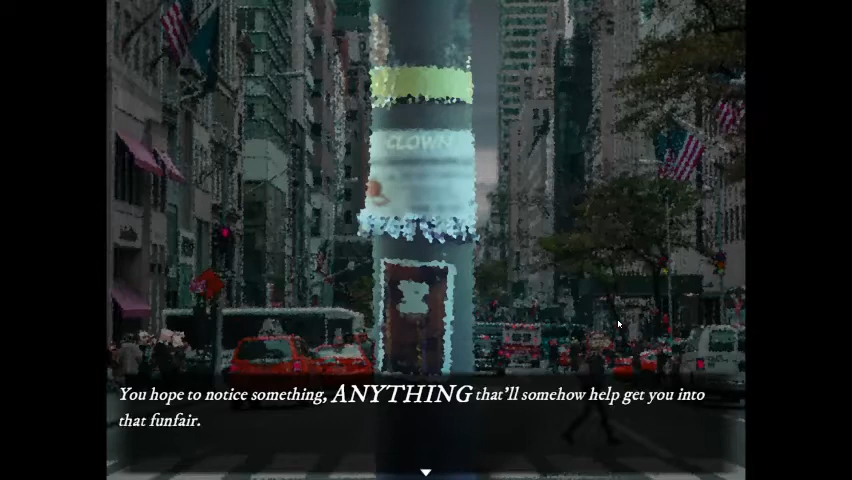 CLOWN
You hope to notice something, ANYTHING that'll somehow help get you into
that funfair.